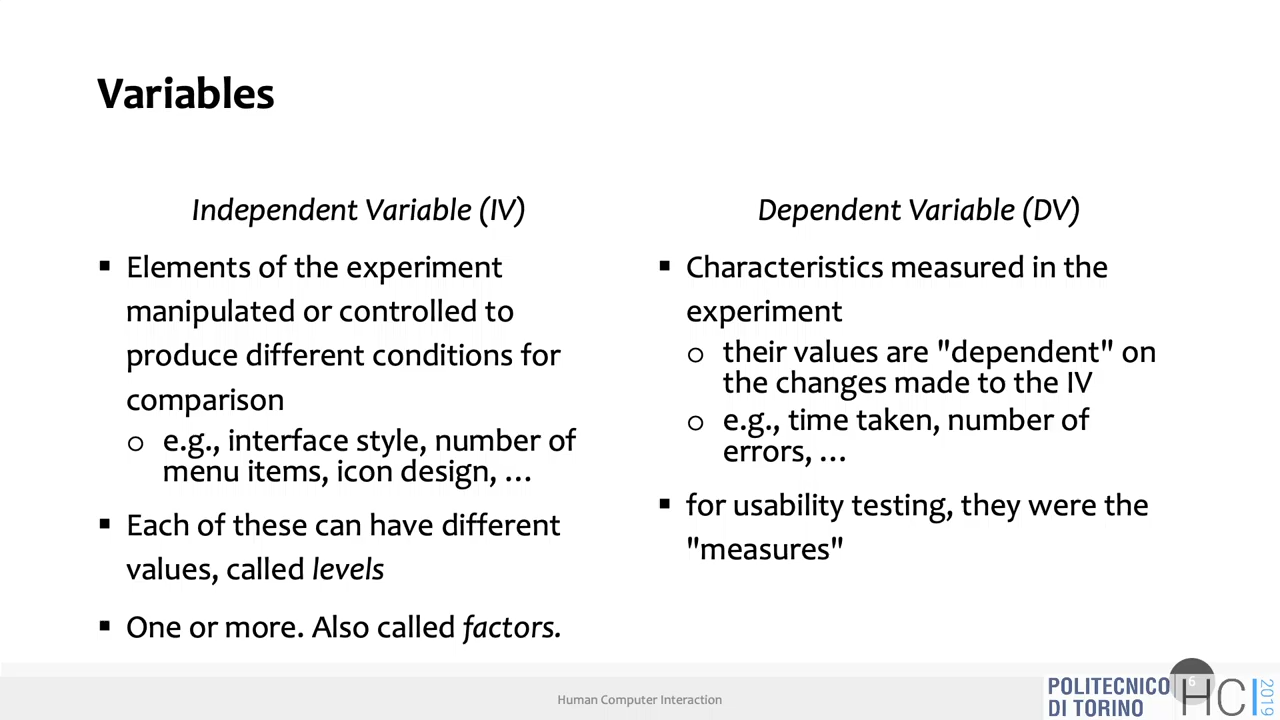 Variables
Independent Variable (IV)
▪ Elements of the experiment
manipulated or controlled to
produce different conditions for
comparison
o e.g., interface style, number of
menu items, icon design, …
▪ Each of these can have different
values, called levels
▪ One or more. Also called factors.
Dependent Variable (DV)
▪ Characteristics measured in the
experiment
o their values are "dependent" on
the changes made to the IV
o e.g., time taken, number of
errors, …
▪ for usability testing, they were the
"measures"
Human Computer Interaction
POLITECNICO
DI TORINO
6
HCI
2019